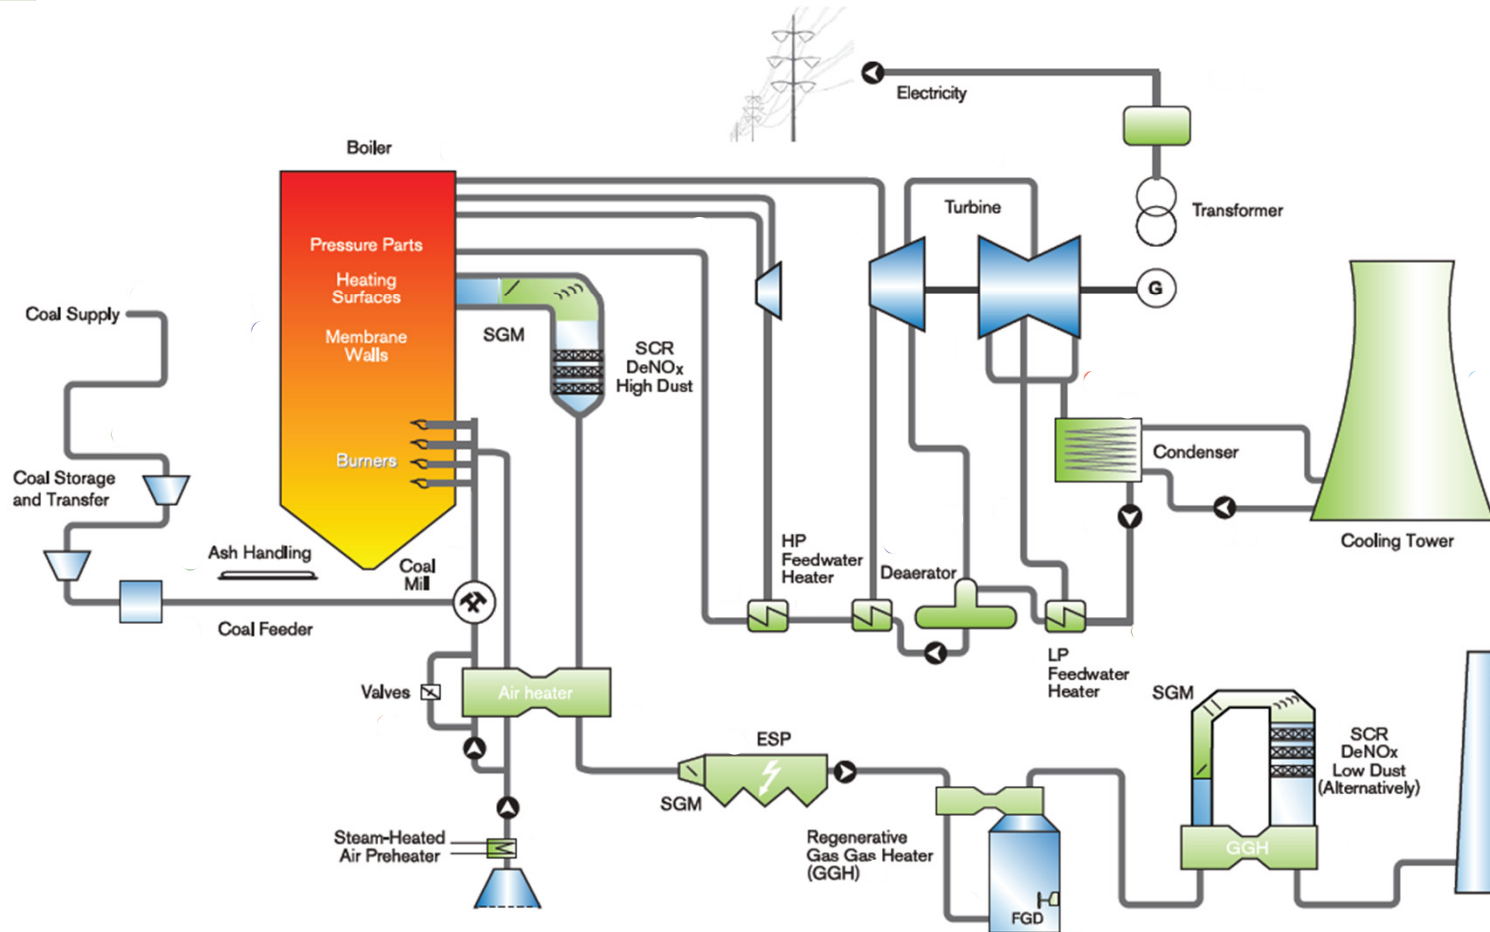 Electricity
Boiler
Transformer
Turbine
Pressure Parts
Heating
Surfaces
G
Coal Supply
SGM
Membrane
Walls
SCR
DeNOx
High Dust
Burners
Condenser
Coal Storage
and Transfer
Cooling Tower
Ash Handling
Coal
Mill
HP
Feedwater
Heater
Deaerator
Coal Feeder
LP
Feedwater
Heater
Valves
Air heater
SGM
ESP
SCR
DeNOx
Low Dust
(Alternatively)
SGM
Steam-Heated
Air Preheater
Regenerative
Gas Gas Heater
(GGH)
GGH
FGD